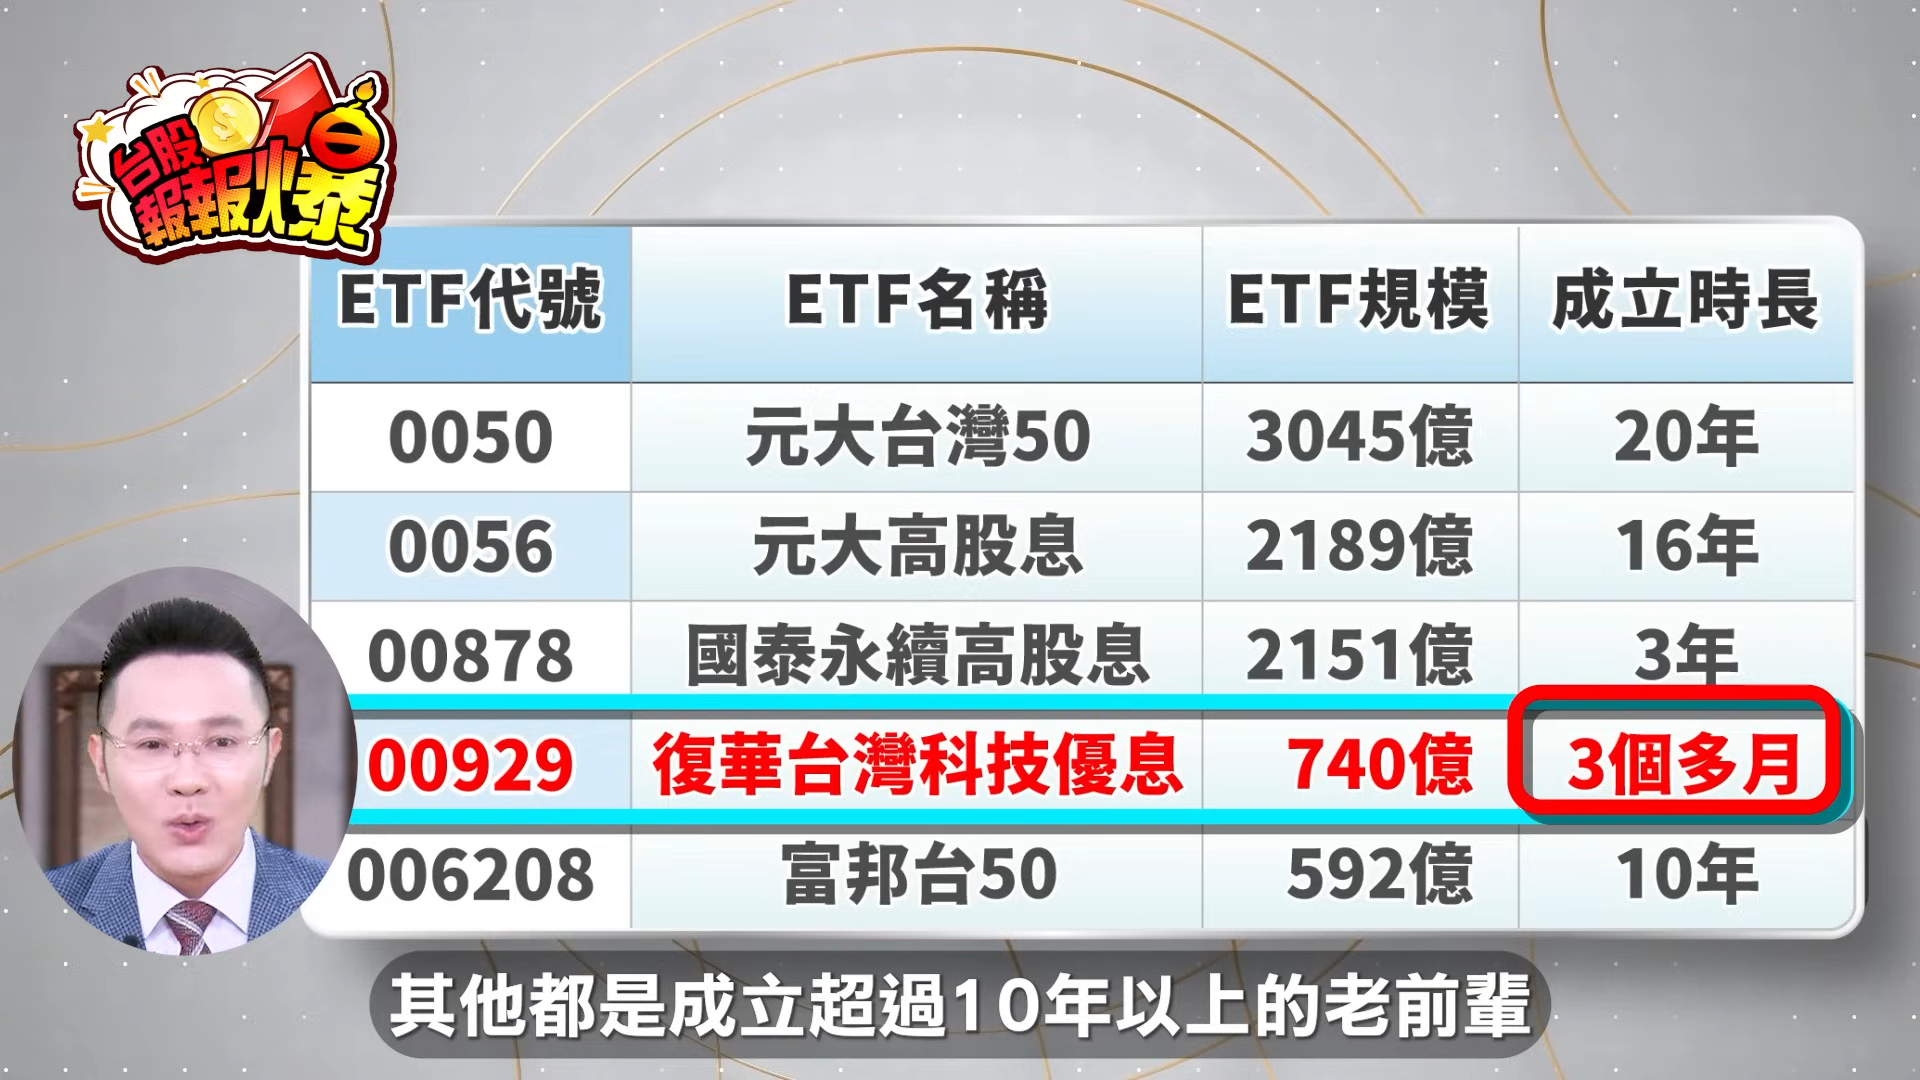 台股
報報爆
ETF代號 ETF名稱 ETF規模 成立時長
0050 元大台灣50 3045億 20年
0056 元大高股息 2189億 16年
00878 國泰永續高股息 2151億 3年
00929 復華台灣科技優息 740億 3個多月
006208 富邦台50 592億 10年
其他都是成立超過10年以上的老前輩